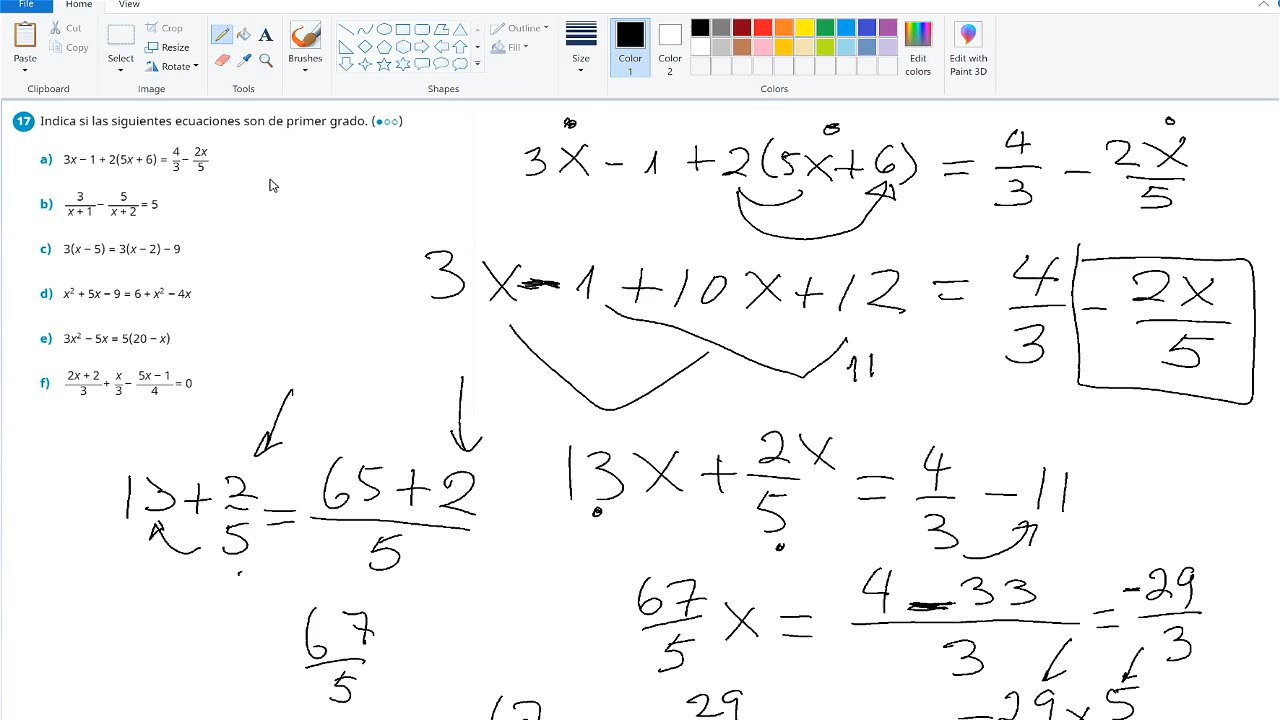 File Home View
Paste Cut Copy Clipboard
Select Crop Resize Rotate Image
Tools
Brushes
Outline Fill Shapes
Size
Color 1 Color 2 Edit colors Colors
Edit with Paint 3D
17 Indica si las siguientes ecuaciones son de primer grado. (●○○)
a) 3x − 1 + 2(5x + 6) = 4/3 − 2x/5
b) 3/(x + 1) − 5/(x + 2) = 5
c) 3(x − 5) = 3(x − 2) − 9
d) x² + 5x − 9 = 6 + x² − 4x
e) 3x² − 5x = 5(20 − x)
f) (2x + 2)/3 + x/3 − (5x − 1)/4 = 0
3x − 1 + 2(5x + 6) = 4/3 − 2x/5
3x − 1 + 10x + 12 = 4/3 − 2x/5
11
13x + 2x/5 = 4/3 − 11
13 + 2/5 = (65 + 2)/5
67/5
67/5 x = (4 − 33)/3 = −29/3
29
−29 x 5